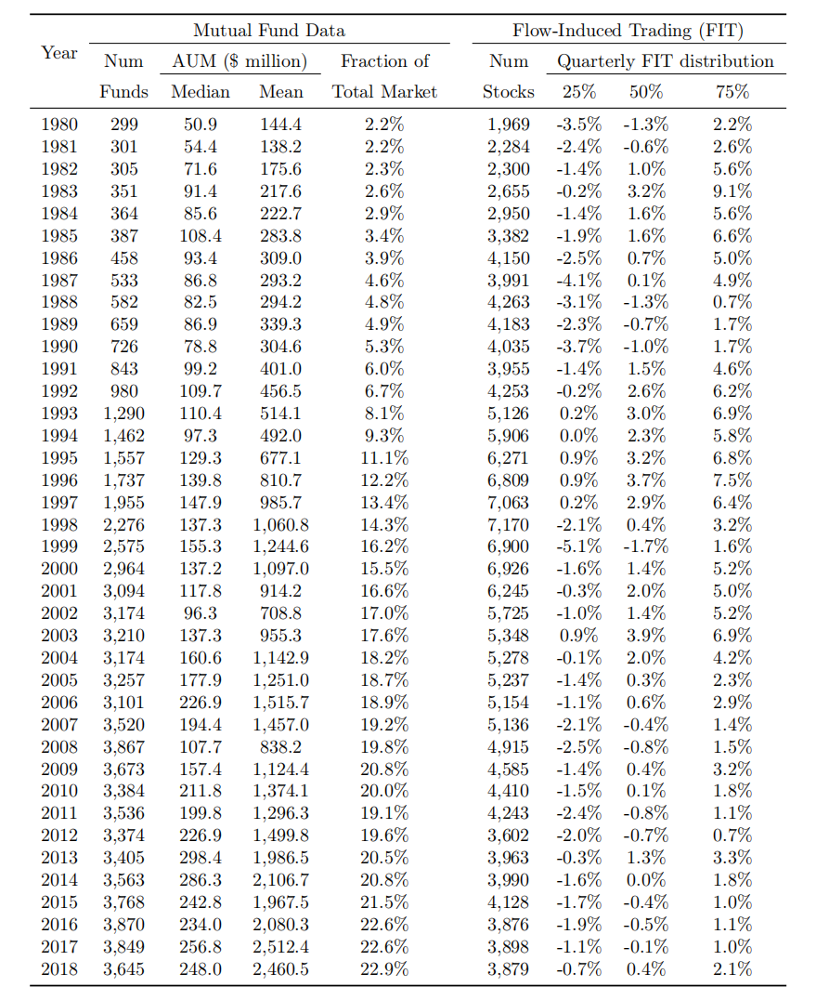 Mutual Fund Data Flow-Induced Trading (FIT)
Year Num AUM ($ million) Fraction of Num Quarterly FIT distribution
Funds Median Mean Total Market Stocks 25% 50% 75%
1980 299 50.9 144.4 2.2% 1,969 -3.5% -1.3% 2.2%
1981 301 54.4 138.2 2.2% 2,284 -2.4% -0.6% 2.6%
1982 305 71.6 175.6 2.3% 2,300 -1.4% 1.0% 5.6%
1983 351 91.4 217.6 2.6% 2,655 -0.2% 3.2% 9.1%
1984 364 85.6 222.7 2.9% 2,950 -1.4% 1.6% 5.6%
1985 387 108.4 283.8 3.4% 3,382 -1.9% 1.6% 6.6%
1986 458 93.4 309.0 3.9% 4,150 -2.5% 0.7% 5.0%
1987 533 86.8 293.2 4.6% 3,991 -4.1% 0.1% 4.9%
1988 582 82.5 294.2 4.8% 4,263 -3.1% -1.3% 0.7%
1989 659 86.9 339.3 4.9% 4,183 -2.3% -0.7% 1.7%
1990 726 78.8 304.6 5.3% 4,035 -3.7% -1.0% 1.7%
1991 843 99.2 401.0 6.0% 3,955 -1.4% 1.5% 4.6%
1992 980 109.7 456.5 6.7% 4,253 -0.2% 2.6% 6.2%
1993 1,290 110.4 514.1 8.1% 5,126 0.2% 3.0% 6.9%
1994 1,462 97.3 492.0 9.3% 5,906 0.0% 2.3% 5.8%
1995 1,557 129.3 677.1 11.1% 6,271 0.9% 3.2% 6.8%
1996 1,737 139.8 810.7 12.2% 6,809 0.9% 3.7% 7.5%
1997 1,955 147.9 985.7 13.4% 7,063 0.2% 2.9% 6.4%
1998 2,276 137.3 1,060.8 14.3% 7,170 -2.1% 0.4% 3.2%
1999 2,575 155.3 1,244.6 16.2% 6,900 -5.1% -1.7% 1.6%
2000 2,964 137.2 1,097.0 15.5% 6,926 -1.6% 1.4% 5.2%
2001 3,094 117.8 914.2 16.6% 6,245 -0.3% 2.0% 5.0%
2002 3,174 96.3 708.8 17.0% 5,725 -1.0% 1.4% 5.2%
2003 3,210 137.3 955.3 17.6% 5,348 0.9% 3.9% 6.9%
2004 3,174 160.6 1,142.9 18.2% 5,278 -0.1% 2.0% 4.2%
2005 3,257 177.9 1,251.0 18.7% 5,237 -1.4% 0.3% 2.3%
2006 3,101 226.9 1,515.7 18.9% 5,154 -1.1% 0.6% 2.9%
2007 3,520 194.4 1,457.0 19.2% 5,136 -2.1% -0.4% 1.4%
2008 3,867 107.7 838.2 19.8% 4,915 -2.5% -0.8% 1.5%
2009 3,673 157.4 1,124.4 20.8% 4,585 -1.4% 0.4% 3.2%
2010 3,384 211.8 1,374.1 20.0% 4,410 -1.5% 0.1% 1.8%
2011 3,536 199.8 1,296.3 19.1% 4,243 -2.4% -0.8% 1.1%
2012 3,374 226.9 1,499.8 19.6% 3,602 -2.0% -0.7% 0.7%
2013 3,405 298.4 1,986.5 20.5% 3,963 -0.3% 1.3% 3.3%
2014 3,563 286.3 2,106.7 20.8% 3,990 -1.6% 0.0% 1.8%
2015 3,768 242.8 1,967.5 21.5% 4,128 -1.7% -0.4% 1.0%
2016 3,870 234.0 2,080.3 22.6% 3,876 -1.9% -0.5% 1.1%
2017 3,849 256.8 2,512.4 22.6% 3,898 -1.1% -0.1% 1.0%
2018 3,645 248.0 2,460.5 22.9% 3,879 -0.7% 0.4% 2.1%